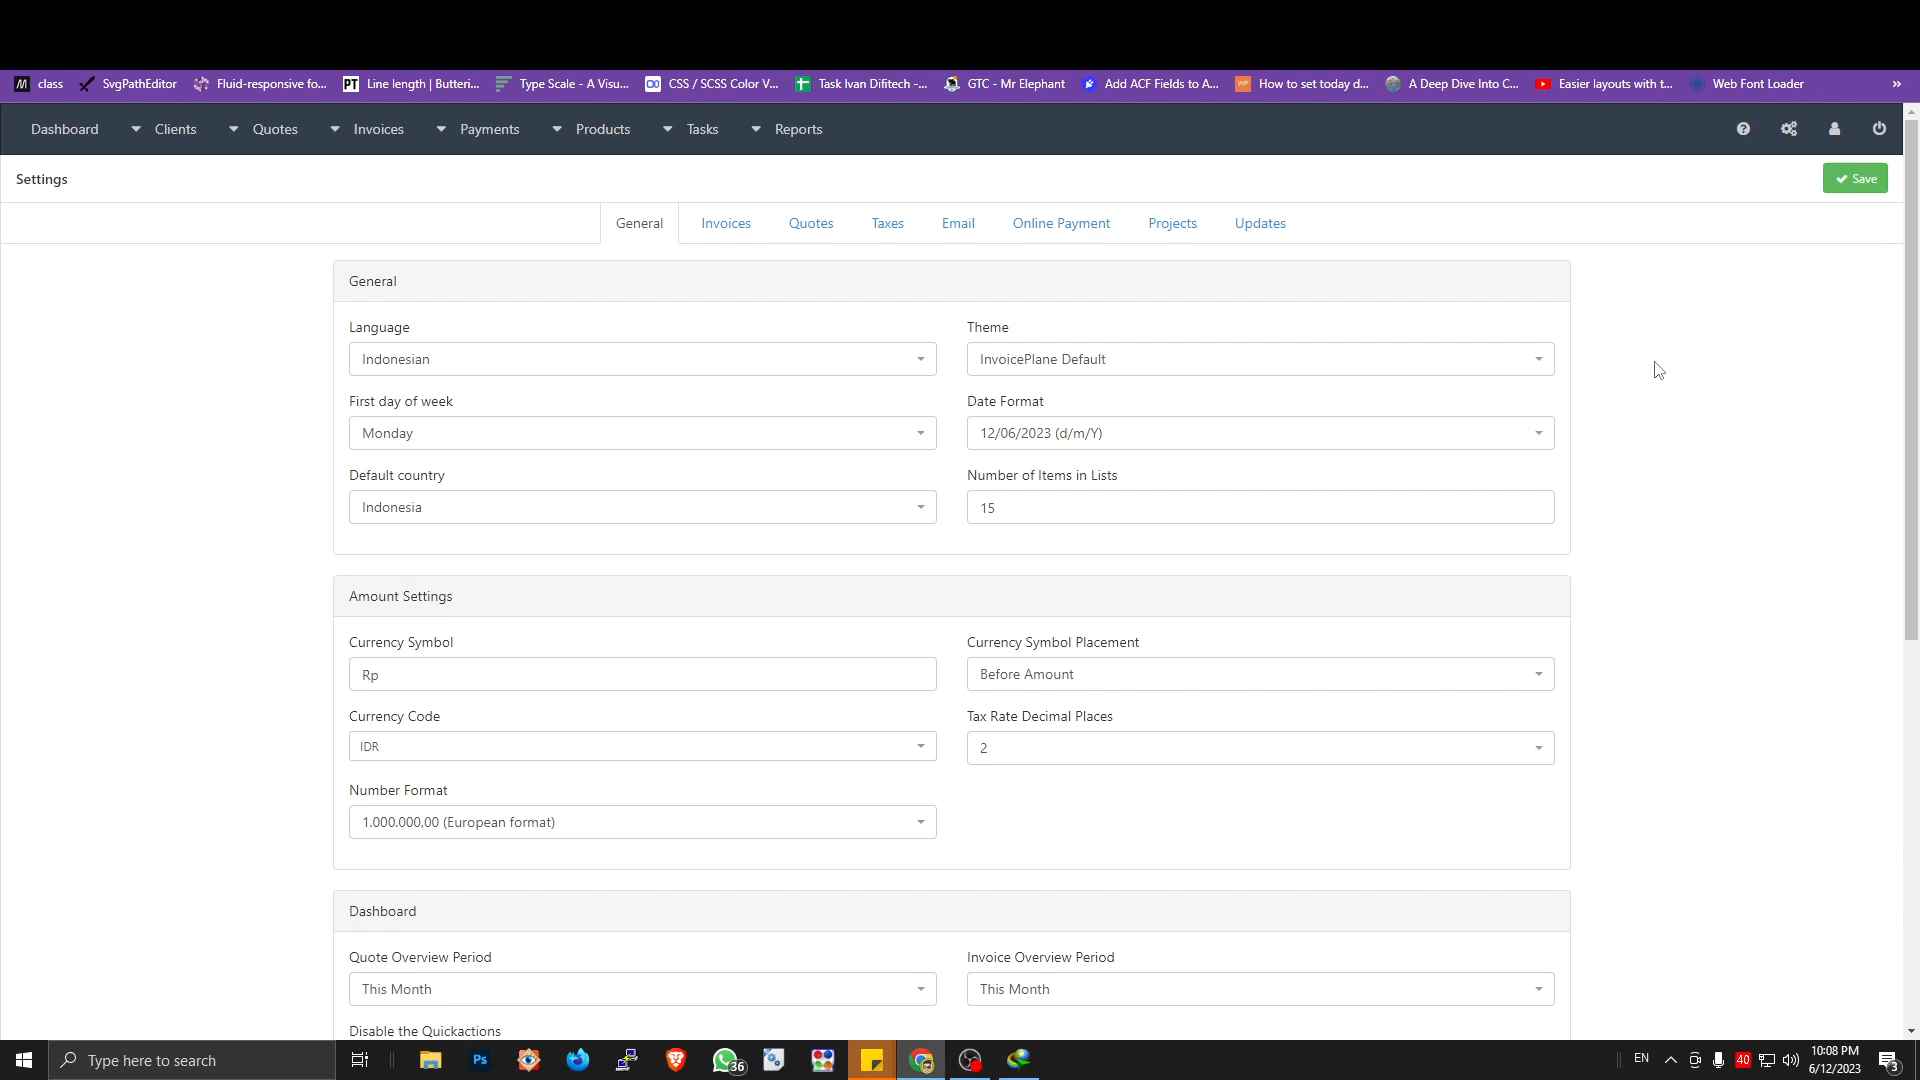 class SvgPathEditor Fluid-responsive fo... PT Line length | Butteri... Type Scale - A Visu... CSS / SCSS Color V... Task Ivan Difitech -... GTC - Mr Elephant Add ACF Fields to A... WP How to set today d... A Deep Dive Into C... Easier layouts with t... Web Font Loader »
Dashboard Clients Quotes Invoices Payments Products Tasks Reports
Settings Save
General Invoices Quotes Taxes Email Online Payment Projects Updates
General
Language Theme
Indonesian InvoicePlane Default
First day of week Date Format
Monday 12/06/2023 (d/m/Y)
Default country Number of Items in Lists
Indonesia 15
Amount Settings
Currency Symbol Currency Symbol Placement
Rp Before Amount
Currency Code Tax Rate Decimal Places
IDR 2
Number Format
1.000.000,00 (European format)
Dashboard
Quote Overview Period Invoice Overview Period
This Month This Month
Disable the Quickactions
Type here to search Ps 36 EN 40 10:08 PM 3
6/12/2023